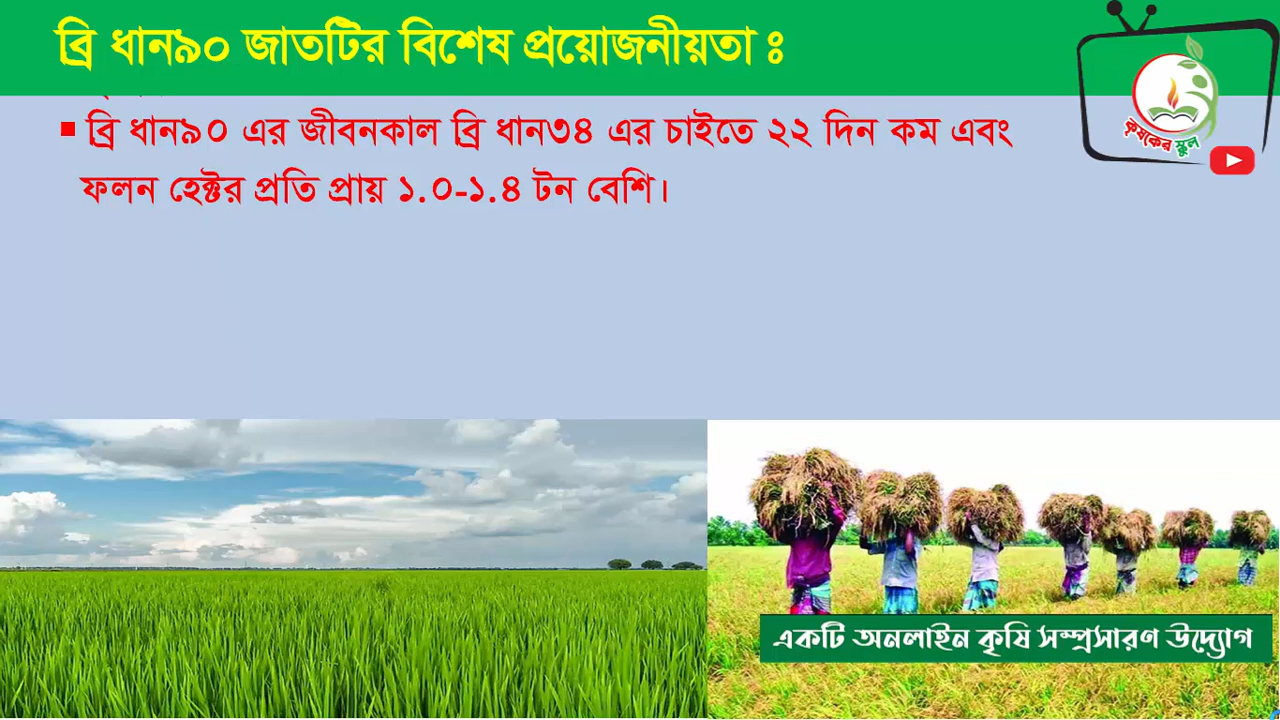 ব্রি ধান৯০ জাতটির বিশেষ প্রয়োজনীয়তা ঃ
▪ ব্রি ধান৯০ এর জীবনকাল ব্রি ধান৩৪ এর চাইতে ২২ দিন কম এবং
ফলন হেক্টর প্রতি প্রায় ১.০-১.৪ টন বেশি।
কৃষকের স্কুল
একটি অনলাইন কৃষি সম্প্রসারণ উদ্যোগ